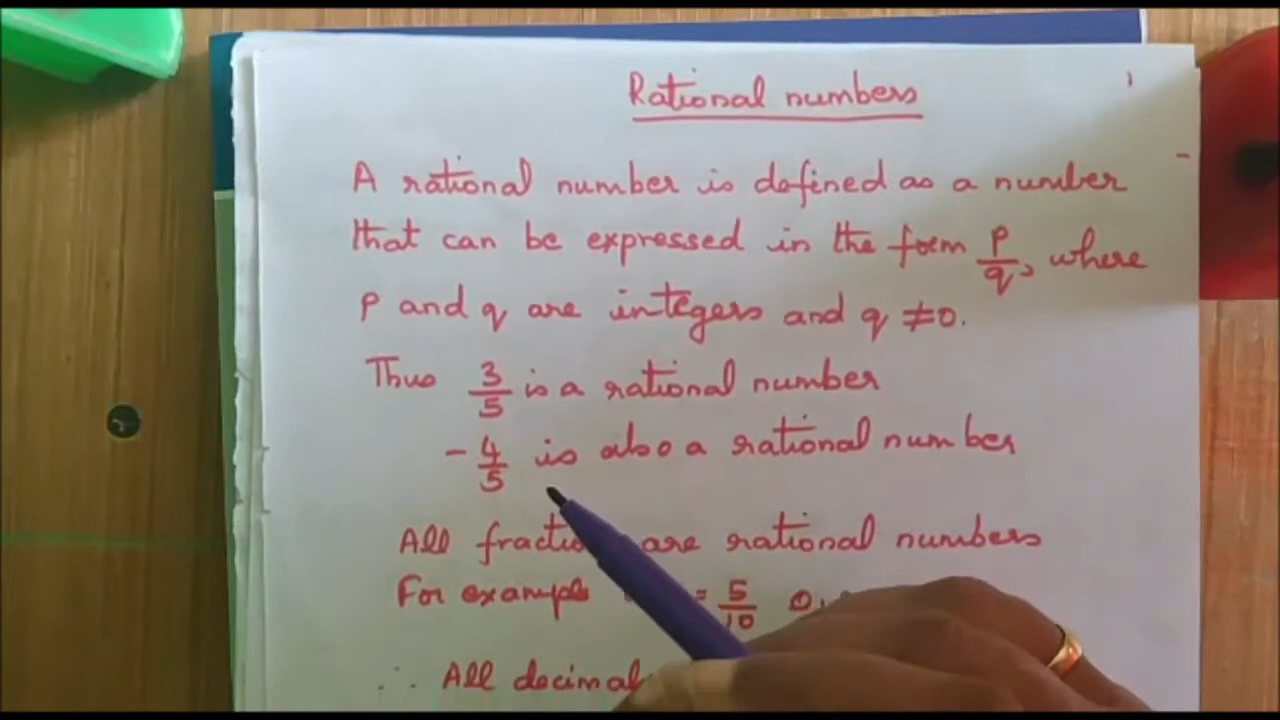 Rational numbers
A rational number is defined as a number
that can be expressed in the form p/q, where
p and q are integers and q ≠ 0.
Thus 3/5 is a rational number
- 4/5 is also a rational number
All are rational numbers
For example = 5/10
∴ All